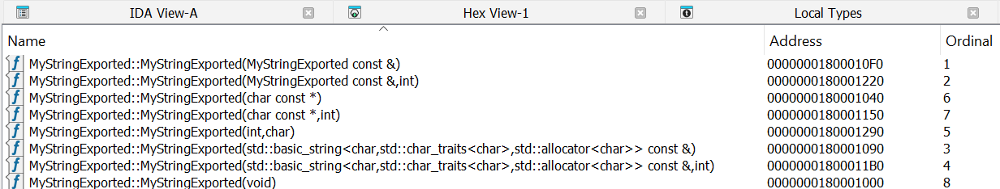 IDA View-A Hex View-1 Local Types
Name Address Ordinal
MyStringExported::MyStringExported(MyStringExported const &) 00000001800010F0 1
MyStringExported::MyStringExported(MyStringExported const &,int) 0000000180001220 2
MyStringExported::MyStringExported(char const *) 0000000180001040 6
MyStringExported::MyStringExported(char const *,int) 0000000180001150 7
MyStringExported::MyStringExported(int,char) 0000000180001290 5
MyStringExported::MyStringExported(std::basic_string<char,std::char_traits<char>,std::allocator<char>> const &) 0000000180001090 3
MyStringExported::MyStringExported(std::basic_string<char,std::char_traits<char>,std::allocator<char>> const &,int) 00000001800011B0 4
MyStringExported::MyStringExported(void) 0000000180001000 8